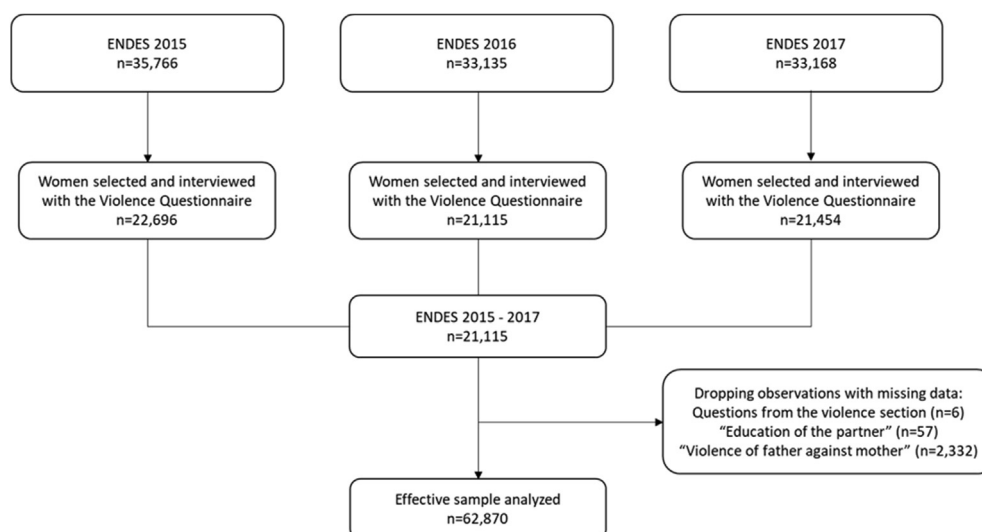 ENDES 2015
n=35,766
ENDES 2016
n=33,135
ENDES 2017
n=33,168
Women selected and interviewed
with the Violence Questionnaire
n=22,696
Women selected and interviewed
with the Violence Questionnaire
n=21,115
Women selected and interviewed
with the Violence Questionnaire
n=21,454
ENDES 2015 - 2017
n=21,115
Dropping observations with missing data:
Questions from the violence section (n=6)
“Education of the partner” (n=57)
“Violence of father against mother” (n=2,332)
Effective sample analyzed
n=62,870